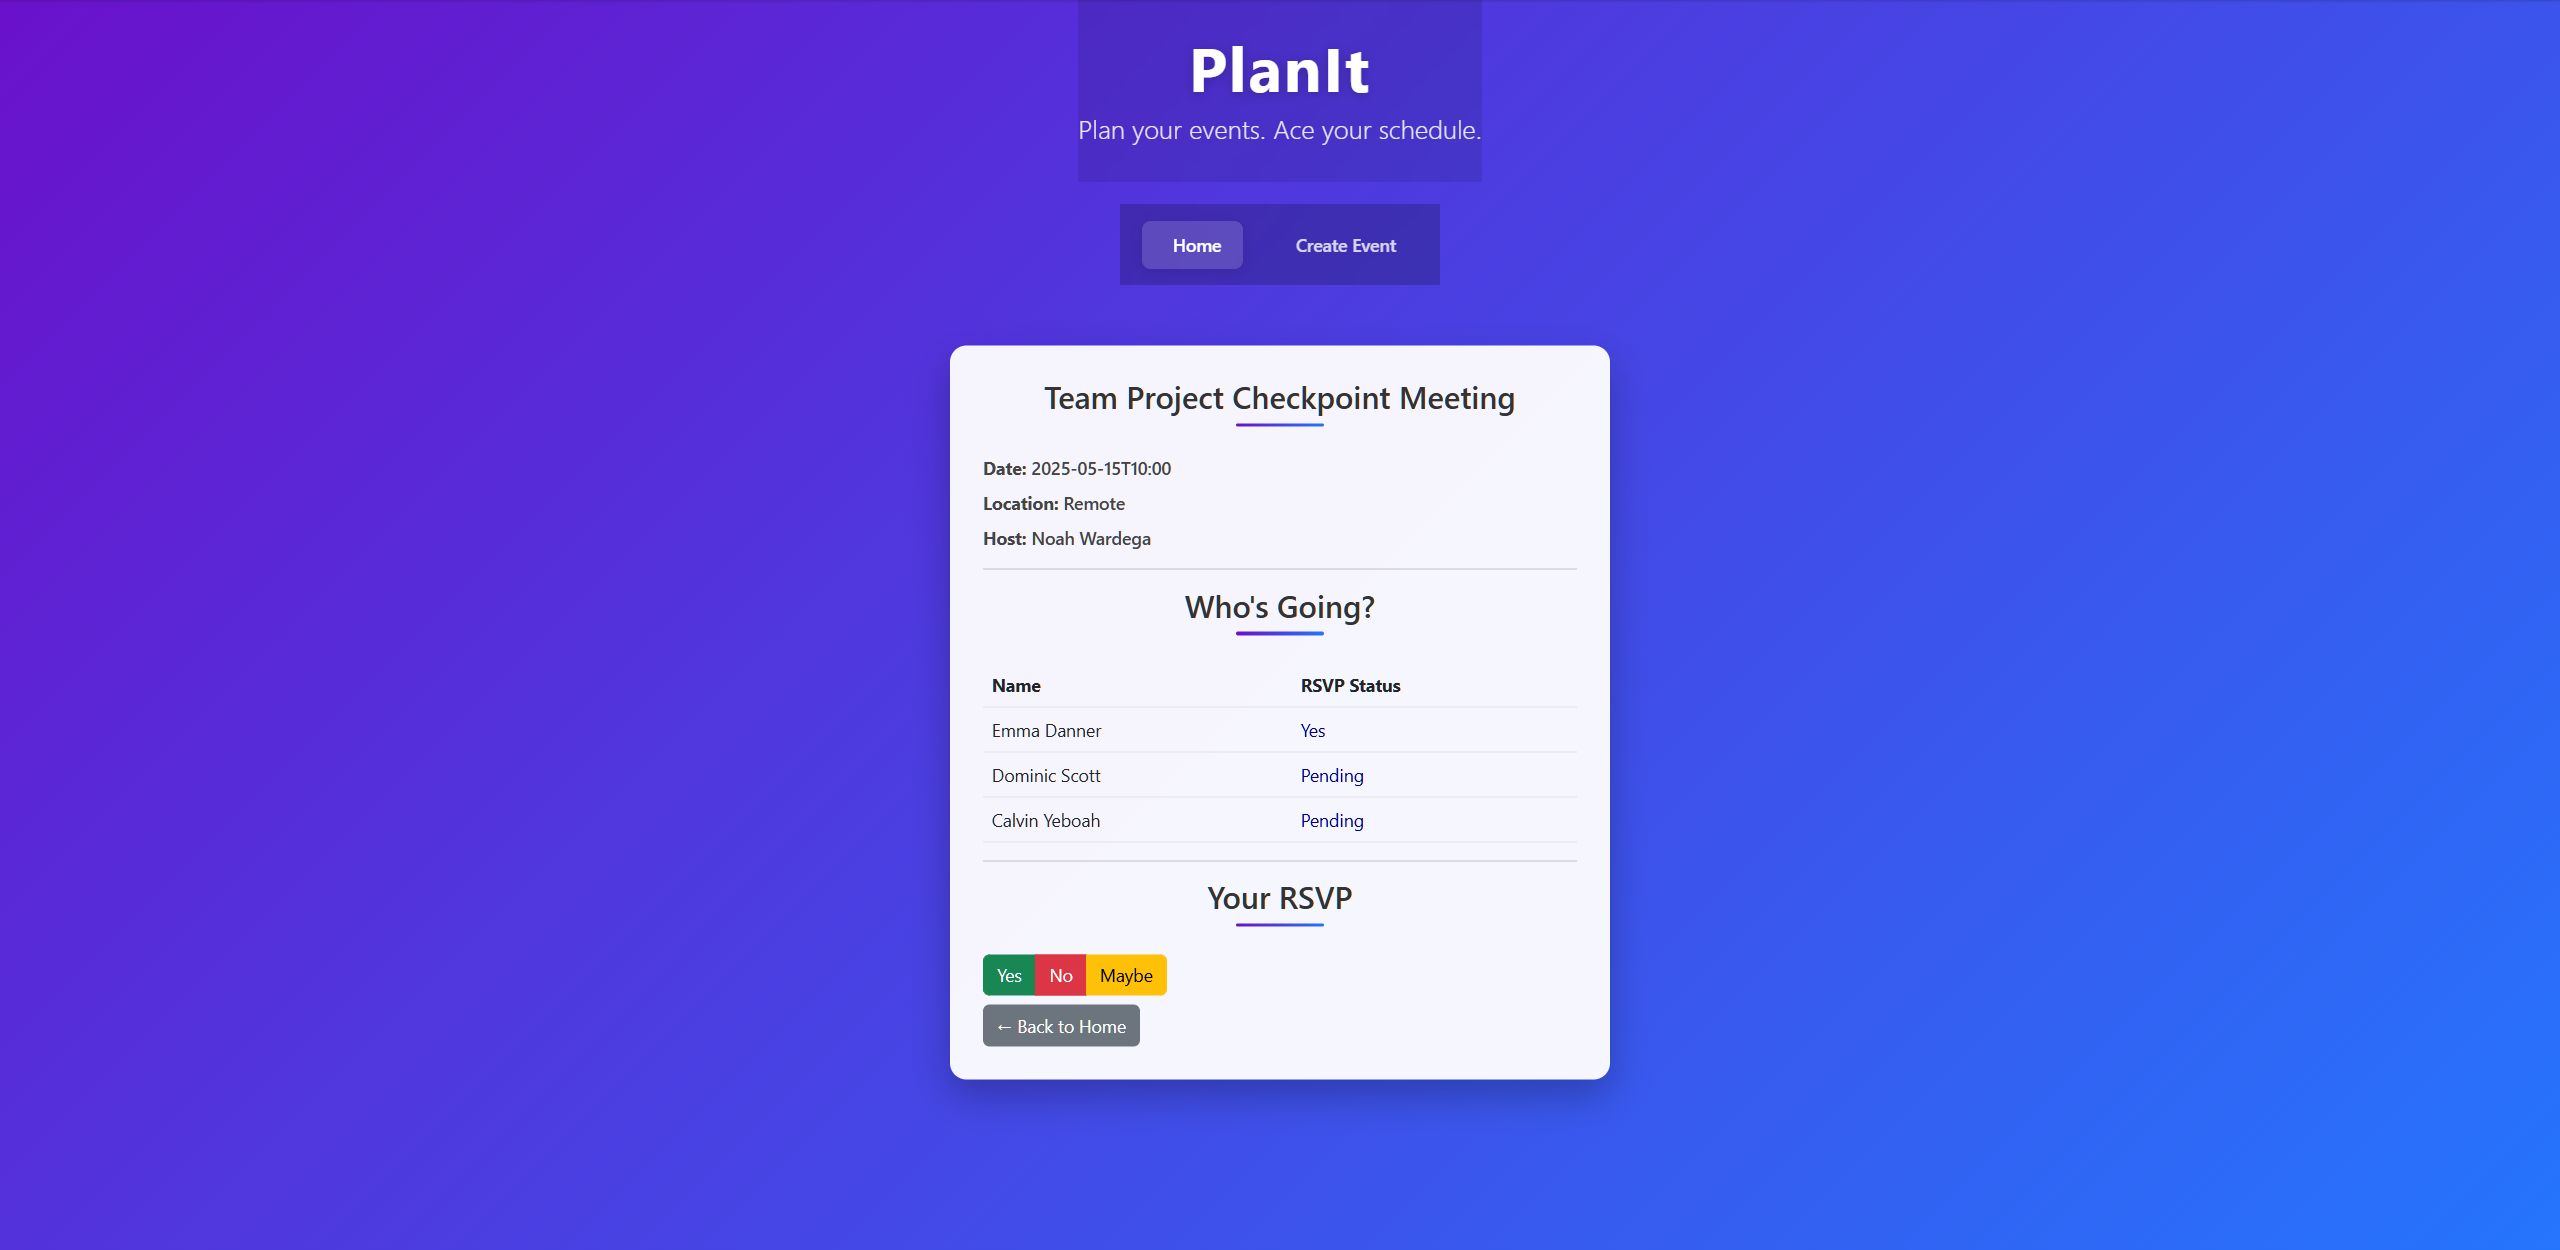 PlanIt
Plan your events. Ace your schedule.
Home Create Event
Team Project Checkpoint Meeting
Date: 2025-05-15T10:00
Location: Remote
Host: Noah Wardega
Who's Going?
Name RSVP Status
Emma Danner Yes
Dominic Scott Pending
Calvin Yeboah Pending
Your RSVP
Yes No Maybe
← Back to Home